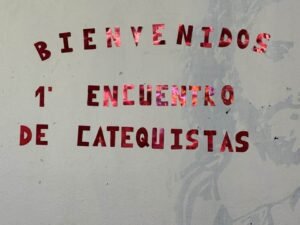 BIENVENIDOS
1° ENCUENTRO
DE CATEQUISTAS